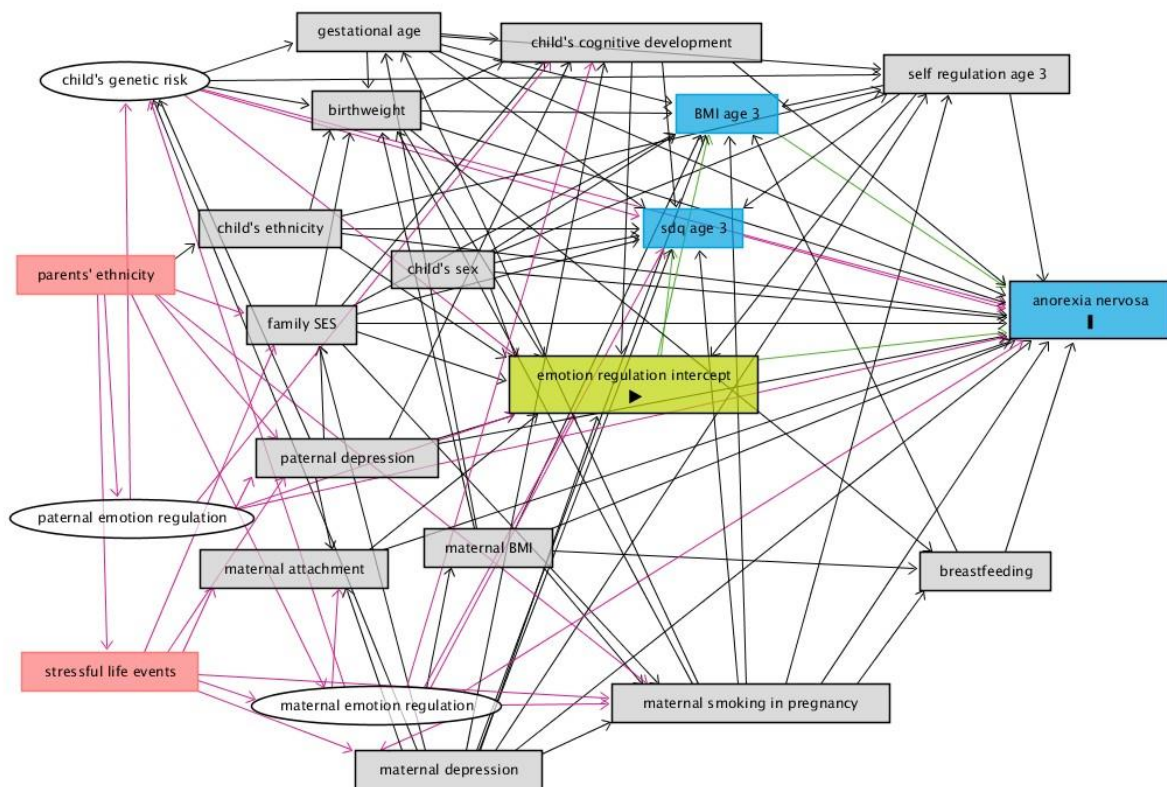 gestational age
child's cognitive development
self regulation age 3
child's genetic risk
birthweight
BMI age 3
child's ethnicity
sdq age 3
child's sex
parents' ethnicity
anorexia nervosa
family SES
emotion regulation intercept
paternal depression
paternal emotion regulation
maternal BMI
maternal attachment
breastfeeding
stressful life events
maternal emotion regulation
maternal smoking in pregnancy
maternal depression